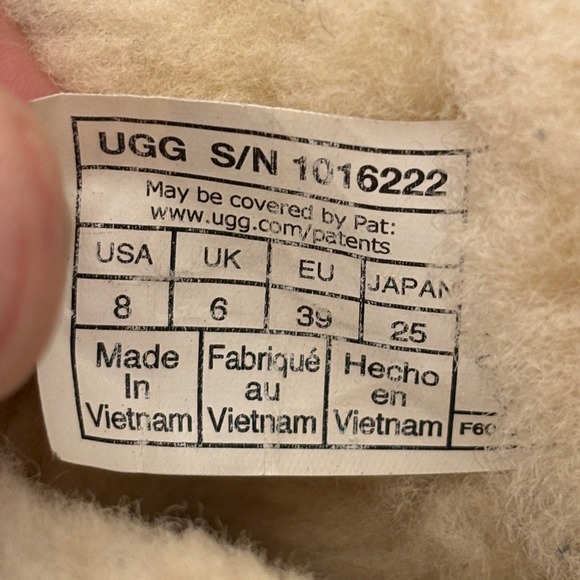 UGG S/N 1016222
May be covered by Pat:
www.ugg.com/patents
USA UK EU JAPAN
8 6 39 25
Made In Vietnam
Fabriqué au Vietnam
Hecho en Vietnam